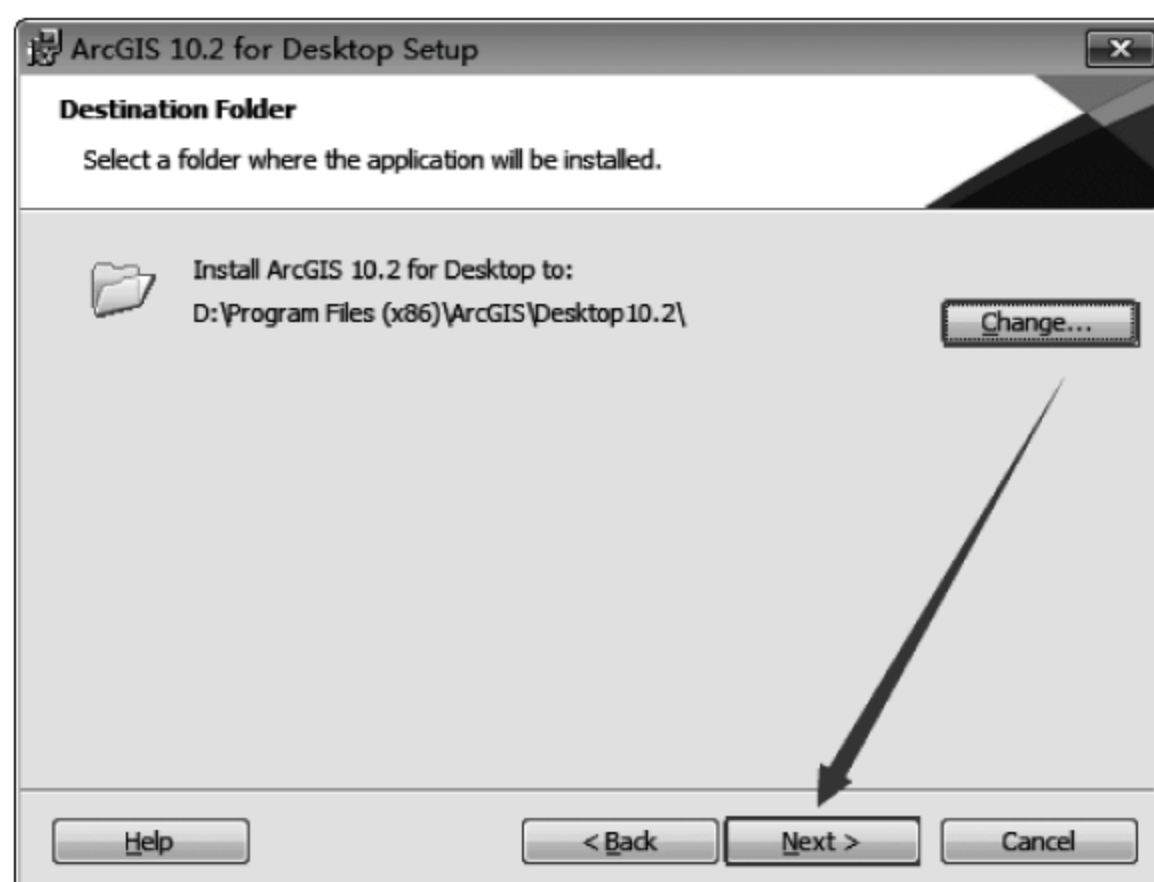 ArcGIS 10.2 for Desktop Setup
Destination Folder
Select a folder where the application will be installed.
Install ArcGIS 10.2 for Desktop to:
D:\Program Files (x86)\ArcGIS\Desktop10.2\
Change...
Help
< Back
Next >
Cancel